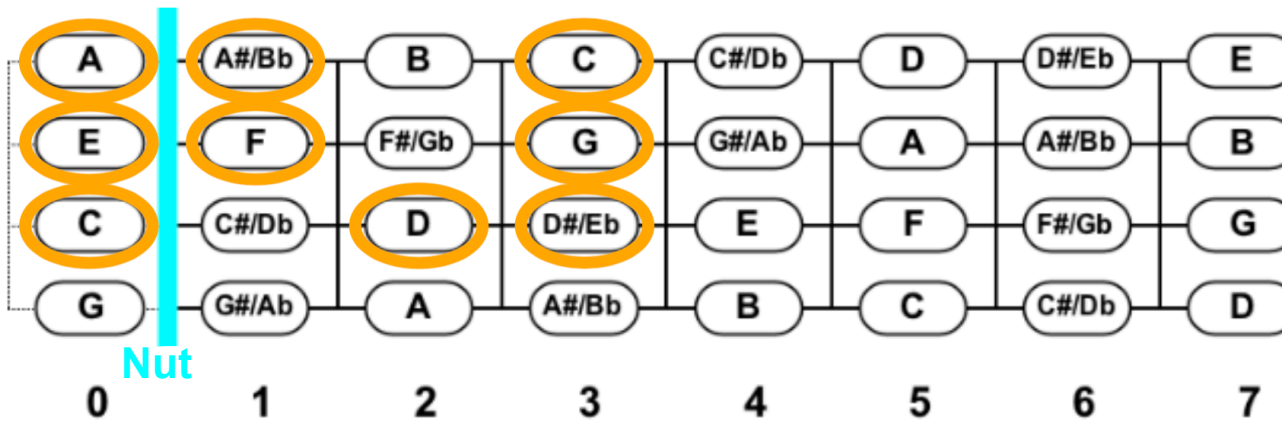 A A#/Bb B C C#/Db D D#/Eb E
E F F#/Gb G G#/Ab A A#/Bb B
C C#/Db D D#/Eb E F F#/Gb G
G G#/Ab A A#/Bb B C C#/Db D
Nut
0 1 2 3 4 5 6 7